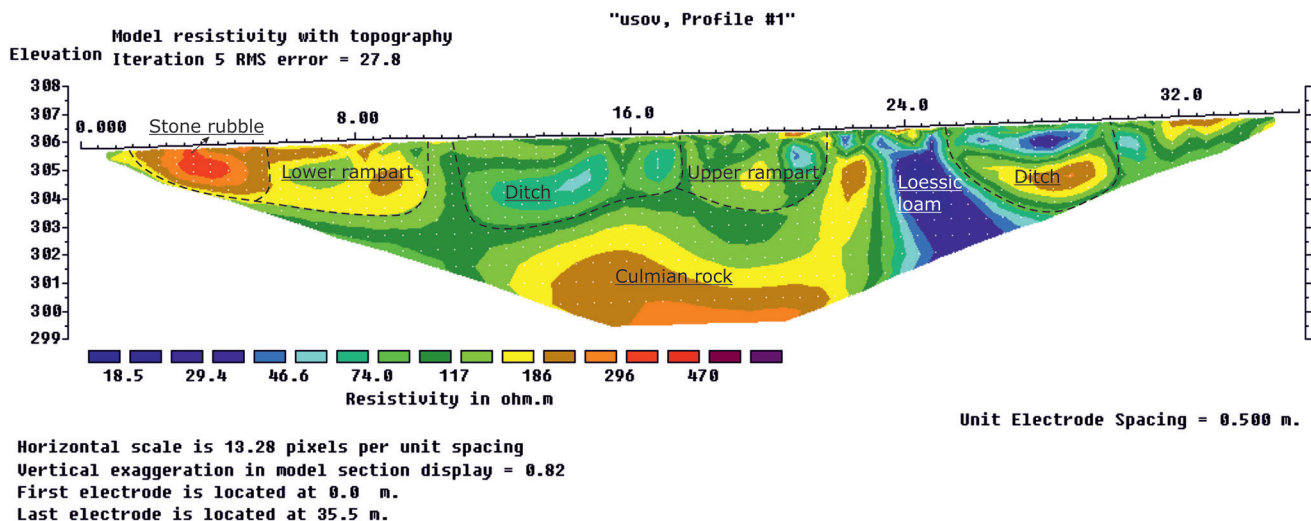 "usov, Profile #1"
Model resistivity with topography
Elevation Iteration 5 RMS error = 27.8
308
307
306
305
304
303
302
301
300
299
0.000 8.00 16.0 24.0 32.0
Stone rubble
Lower rampart
Ditch
Upper rampart
Loessic
loam
Ditch
Culmian rock
18.5 29.4 46.6 74.0 117 186 296 470
Resistivity in ohm.m
Unit Electrode Spacing = 0.500 m.
Horizontal scale is 13.28 pixels per unit spacing
Vertical exaggeration in model section display = 0.82
First electrode is located at 0.0 m.
Last electrode is located at 35.5 m.